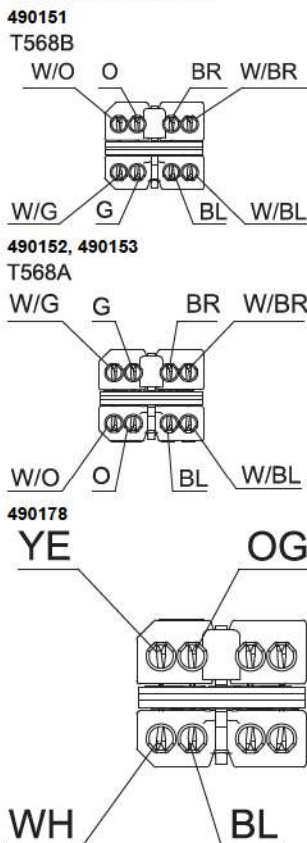 490151
T568B
W/O O BR W/BR
W/G G BL W/BL
490152, 490153
T568A
W/G G BR W/BR
W/O O BL W/BL
490178
YE OG
WH BL